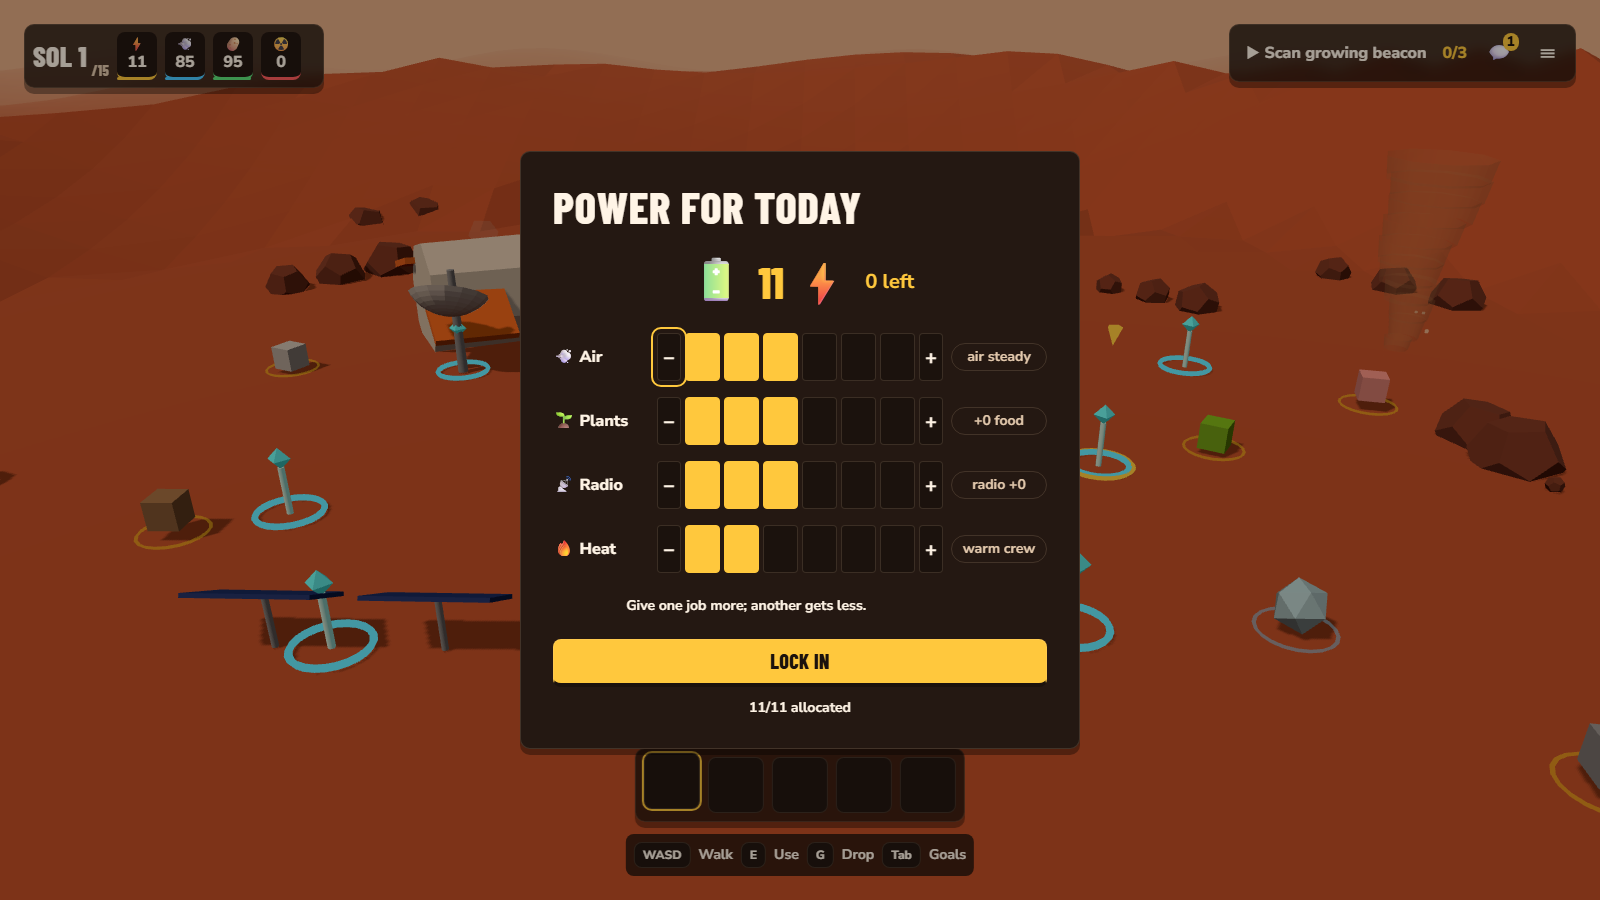 SOL 1 /15
11 85 95 0
▶ Scan growing beacon 0/3 1
POWER FOR TODAY
11 0 left
Air − + air steady
Plants − + +0 food
Radio − + radio +0
Heat − + warm crew
Give one job more; another gets less.
LOCK IN
11/11 allocated
WASD Walk E Use G Drop Tab Goals